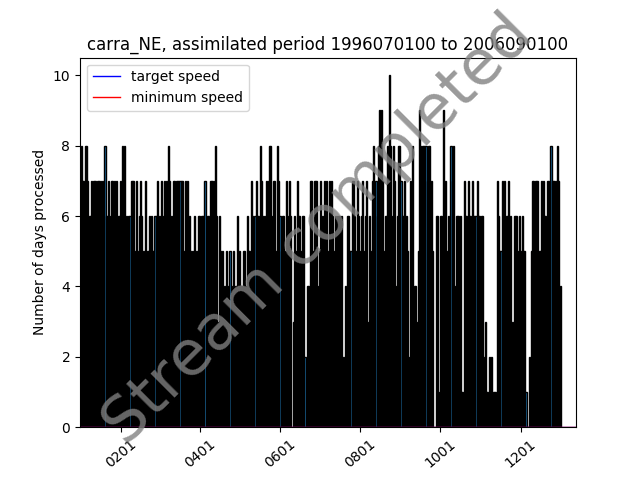 carra_NE, assimilated period 1996070100 to 2006090100
target speed
minimum speed
Number of days processed
10
8
6
4
2
0
0201
0401
0601
0801
1001
1201
Stream completed